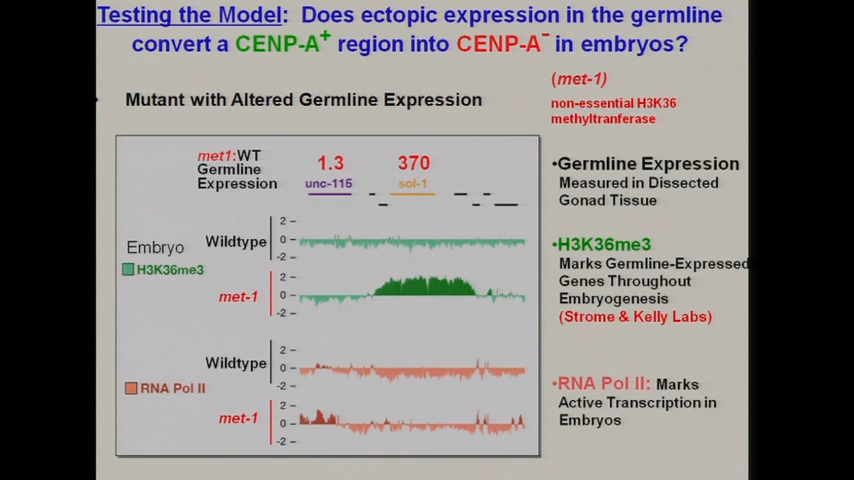 Testing the Model:  Does ectopic expression in the germline
convert a CENP-A+ region into CENP-A- in embryos?
(met-1)
non-essential H3K36
methyltranferase
Mutant with Altered Germline Expression
met1:WT
Germline
Expression
1.3
370
unc-115
sol-1
Embryo
H3K36me3
Wildtype
2
0
-2
met-1
2
0
-2
RNA Pol II
Wildtype
2
0
-2
met-1
2
0
-2
•Germline Expression
Measured in Dissected
Gonad Tissue
•H3K36me3
Marks Germline-Expressed
Genes Throughout
Embryogenesis
(Strome & Kelly Labs)
•RNA Pol II: Marks
Active Transcription in
Embryos